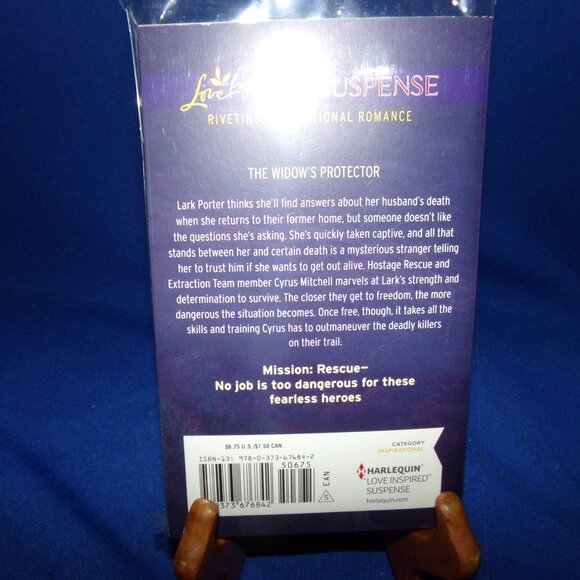 Love
SUSPENSE
ROMANCE
THE WIDOW'S PROTECTOR
Lark Porter thinks she'll find answers about her husband's death
when she returns to their former home, but someone doesn't like
the questions she's asking. She's quickly taken captive, and all that
stands between her and certain death is a mysterious stranger telling
her to trust him if she wants to get out alive. Hostage Rescue and
Extraction Team member Cyrus Mitchell marvels at Lark's strength and
determination to survive. The closer they get to freedom, the more
dangerous the situation becomes. Once free, though, it takes all the
skills and training Cyrus has to outmaneuver the deadly killers
on their trail.
Mission: Rescue—
No job is too dangerous for these
fearless heroes
$6.75 U.S./$7.50 CAN.
ISBN-13: 978-0-373-67684-2
50675
EAN
S
373"676842"
CATEGORY
INSPIRATIONAL
HARLEQUIN®
"LOVE INSPIRED"
SUSPENSE
harlequin.com